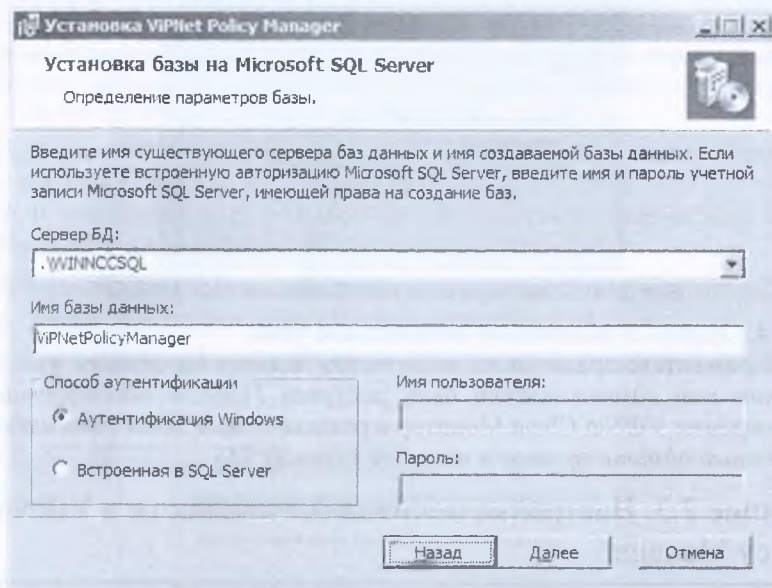 Установка ViPNet Policy Manager
Установка базы на Microsoft SQL Server
Определение параметров базы.
Введите имя существующего сервера баз данных и имя создаваемой базы данных. Если
используете встроенную авторизацию Microsoft SQL Server, введите имя и пароль учетной
записи Microsoft SQL Server, имеющей права на создание баз.
Сервер БД:
.\WINNCCSQL
Имя базы данных:
ViPNetPolicyManager
Способ аутентификации
Аутентификация Windows
Встроенная в SQL Server
Имя пользователя:
Пароль:
Назад
Далее
Отмена